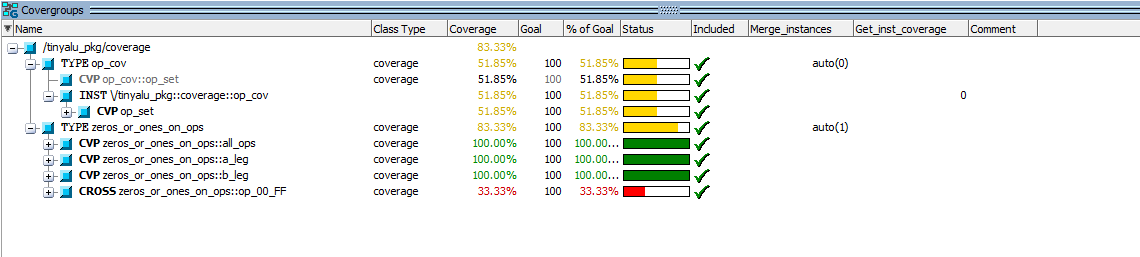 Covergroups
Name Class Type Coverage Goal % of Goal Status Included Merge_instances Get_inst_coverage Comment
/tinyalu_pkg/coverage 83.33%
TYPE op_cov coverage 51.85% 100 51.85% auto(0)
CVP op_cov::op_set coverage 51.85% 100 51.85%
INST \/tinyalu_pkg::coverage::op_cov coverage 51.85% 100 51.85% 0
CVP op_set coverage 51.85% 100 51.85%
TYPE zeros_or_ones_on_ops coverage 83.33% 100 83.33% auto(1)
CVP zeros_or_ones_on_ops::all_ops coverage 100.00% 100 100.00...
CVP zeros_or_ones_on_ops::a_leg coverage 100.00% 100 100.00...
CVP zeros_or_ones_on_ops::b_leg coverage 100.00% 100 100.00...
CROSS zeros_or_ones_on_ops::op_00_FF coverage 33.33% 100 33.33%